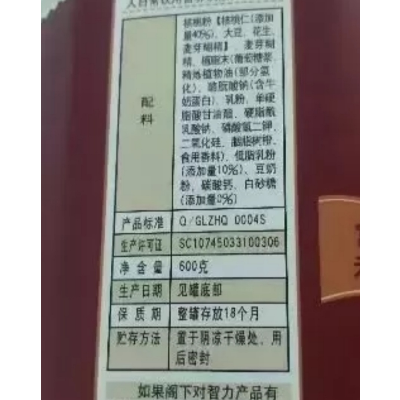 核桃粉【核桃仁(添加
量40%)、大豆、花生、
麦芽糊精】 麦芽糊
精、植脂末(葡萄糖浆、
精炼植物油(部分氢
化)、酪朊酸钠(含牛
奶蛋白)、乳粉、单硬
脂酸甘油酯、硬脂酰
乳酸钠、磷酸氢二钾、
二氧化硅、胭脂树橙、
食用香料)、低脂乳粉
(添加量10%)、豆奶
粉、碳酸钙、白砂糖
(添加量0%)
配料
产品标准 Q/GLZHQ 0004S
生产许可证 SC10745033100306
净含量 600克
生产日期 见罐底部
保质期 整罐存放18个月
贮存方法 置于阴凉干燥处,用
后密封
如果阁下对智力产品有